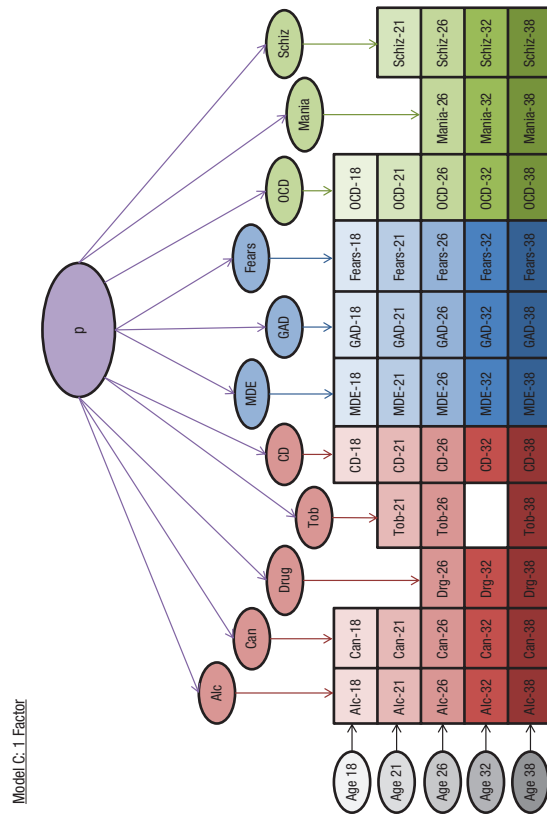 Model C: 1 Factor
p
Alc
Can
Drug
Tob
CD
MDE
GAD
Fears
OCD
Mania
Schiz
Age 18
Alc-18
Can-18
CD-18
MDE-18
GAD-18
Fears-18
OCD-18
Age 21
Alc-21
Can-21
Tob-21
CD-21
MDE-21
GAD-21
Fears-21
OCD-21
Schiz-21
Age 26
Alc-26
Can-26
Drg-26
Tob-26
CD-26
MDE-26
GAD-26
Fears-26
OCD-26
Mania-26
Schiz-26
Age 32
Alc-32
Can-32
Drg-32
CD-32
MDE-32
GAD-32
Fears-32
OCD-32
Mania-32
Schiz-32
Age 38
Alc-38
Can-38
Drg-38
Tob-38
CD-38
MDE-38
GAD-38
Fears-38
OCD-38
Mania-38
Schiz-38